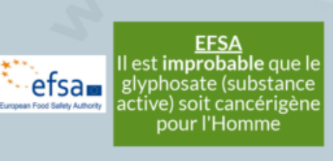 efsa
European Food Safety Authority
EFSA
Il est improbable que le
glyphosate (substance
active) soit cancérigène
pour l'Homme